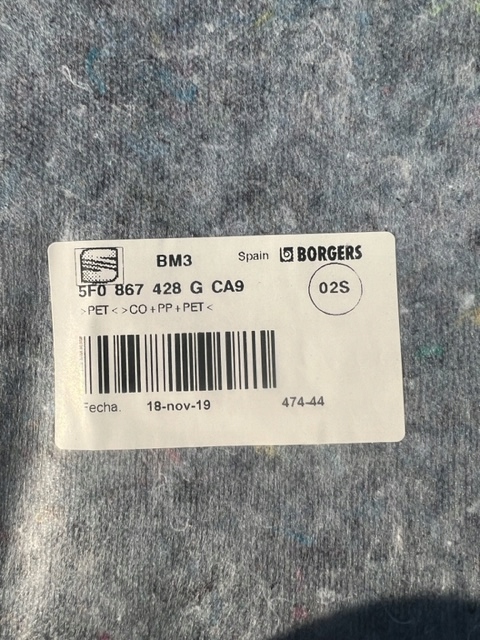 BM3 Spain BORGERS
5F0 867 428 G CA9 02S
>PET< >CO+PP+PET<
Fecha. 18-nov-19 474-44